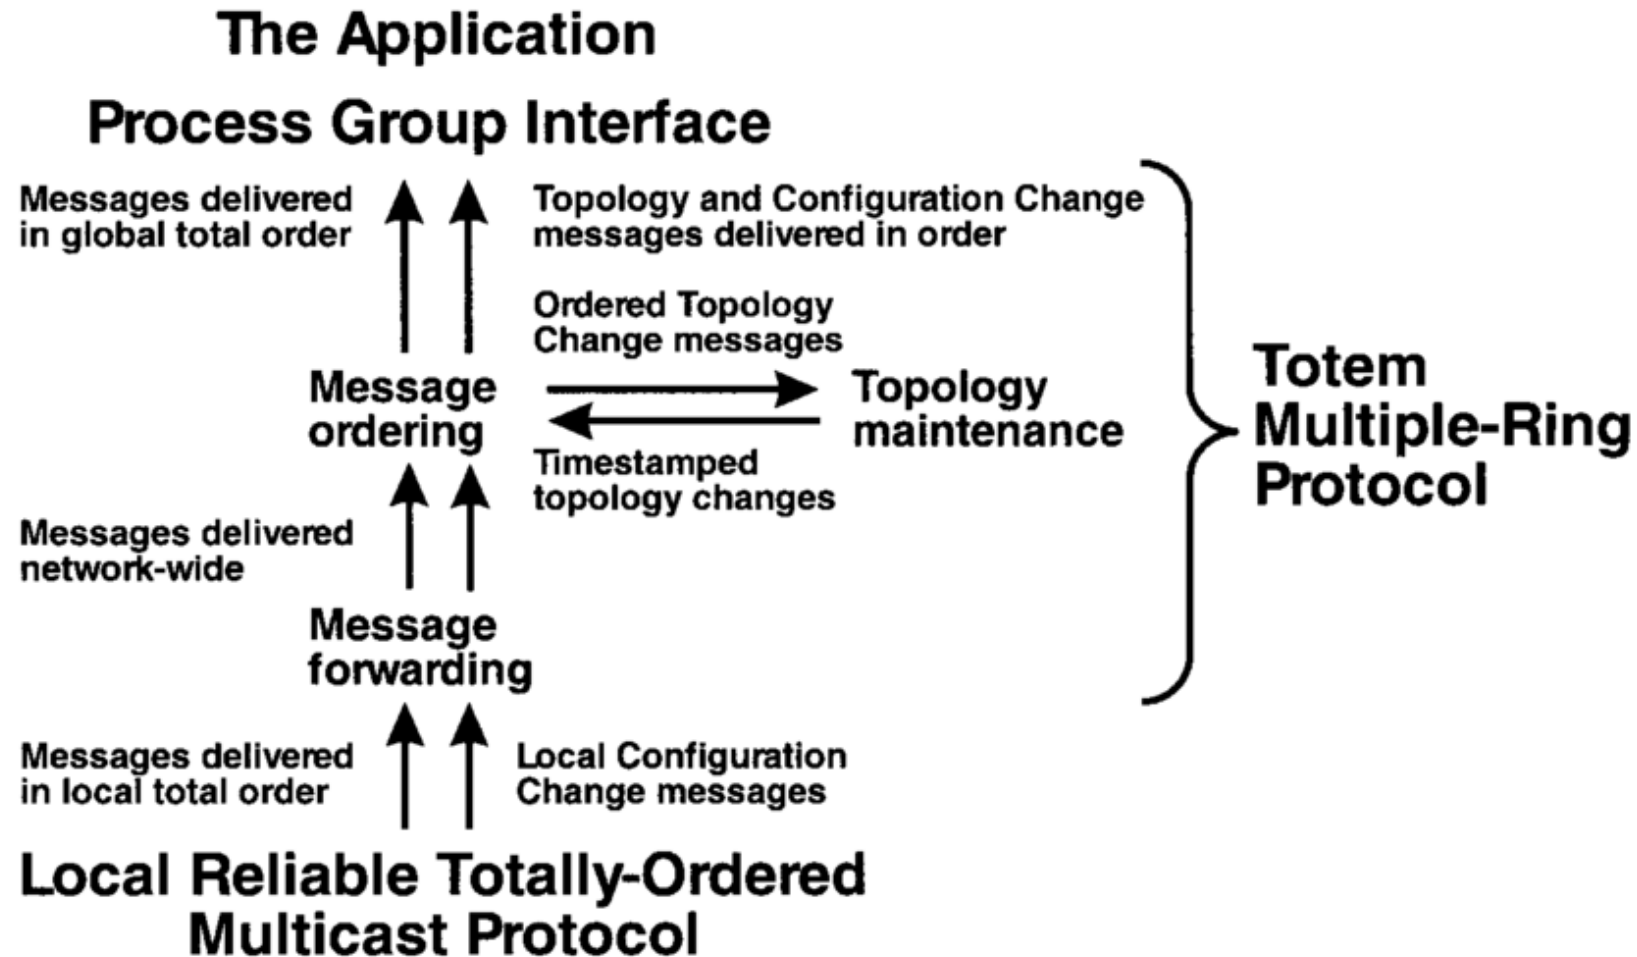 The Application
Process Group Interface
Messages delivered
in global total order
Topology and Configuration Change
messages delivered in order
Ordered Topology
Change messages
Message
ordering
Topology
maintenance
Timestamped
topology changes
Totem
Multiple-Ring
Protocol
Messages delivered
network-wide
Message
forwarding
Messages delivered
in local total order
Local Configuration
Change messages
Local Reliable Totally-Ordered
Multicast Protocol